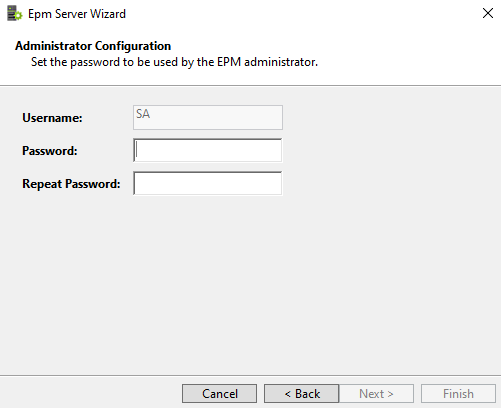 Epm Server Wizard
Administrator Configuration
Set the password to be used by the EPM administrator.
Username: SA
Password:
Repeat Password:
Cancel < Back Next > Finish